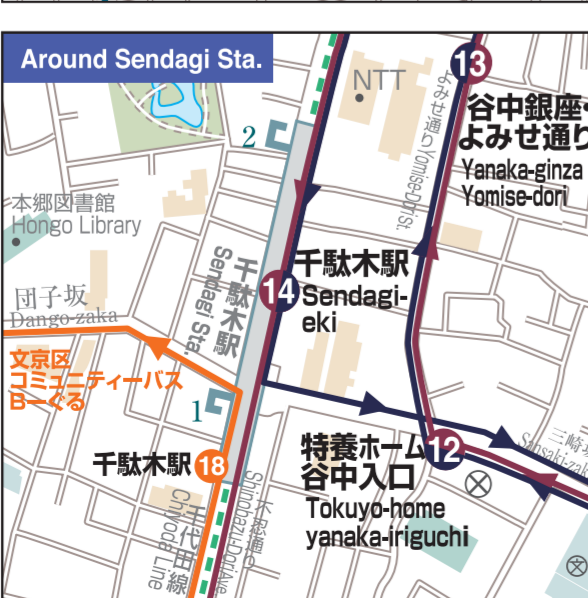 Around Sendagi Sta.
NTT
13
谷中銀座・
よみせ通り
Yanaka-ginza
Yomise-dori
よみせ通り Yomise-Dori St.
2
本郷図書館
Hongo Library
千駄木駅
Sendagi Sta.
14
千駄木駅
Sendagi-
eki
団子坂
Dango-zaka
文京区
コミュニティーバス
Bーぐる
1
千駄木駅 18
特養ホーム
谷中入口
12
Tokuyo-home
yanaka-iriguchi
三崎坂
Sansaki-za
不忍通り
Shinobazu-Dori Ave.
千代田線
Chiyoda Line